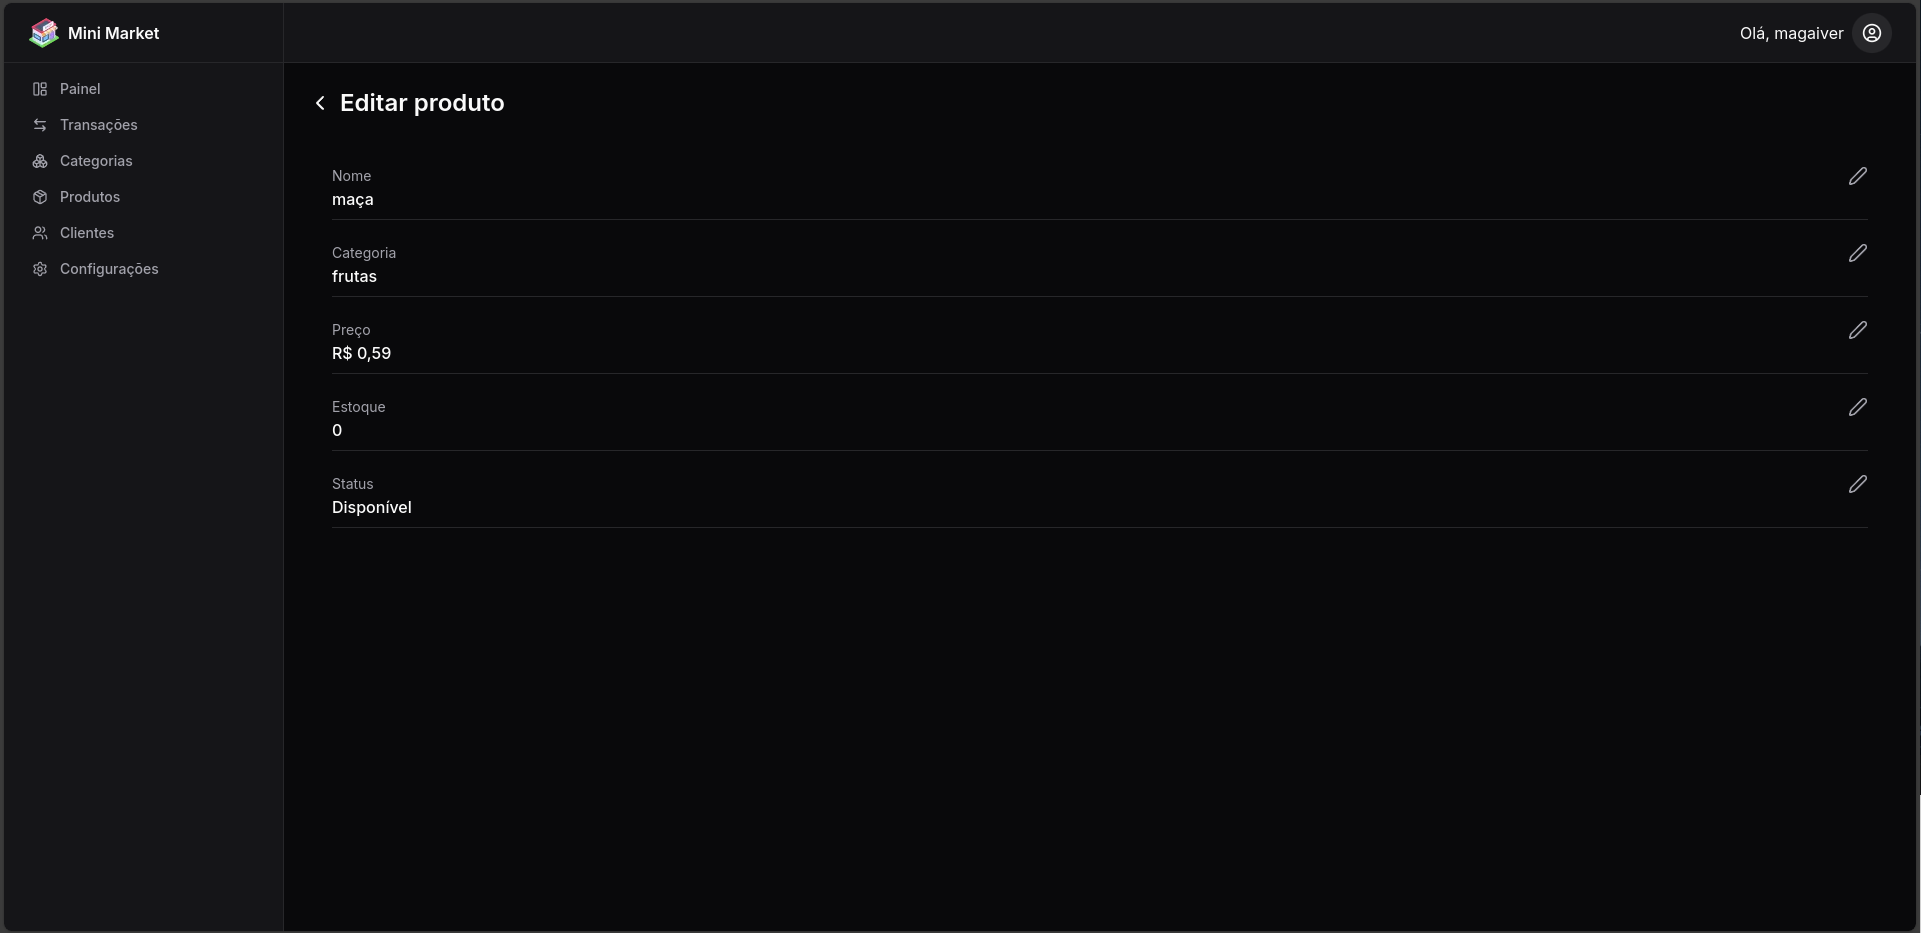 Mini Market
Olá, magaiver
Painel
Transações
Categorias
Produtos
Clientes
Configurações
Editar produto
Nome
maça
Categoria
frutas
Preço
R$ 0,59
Estoque
0
Status
Disponível